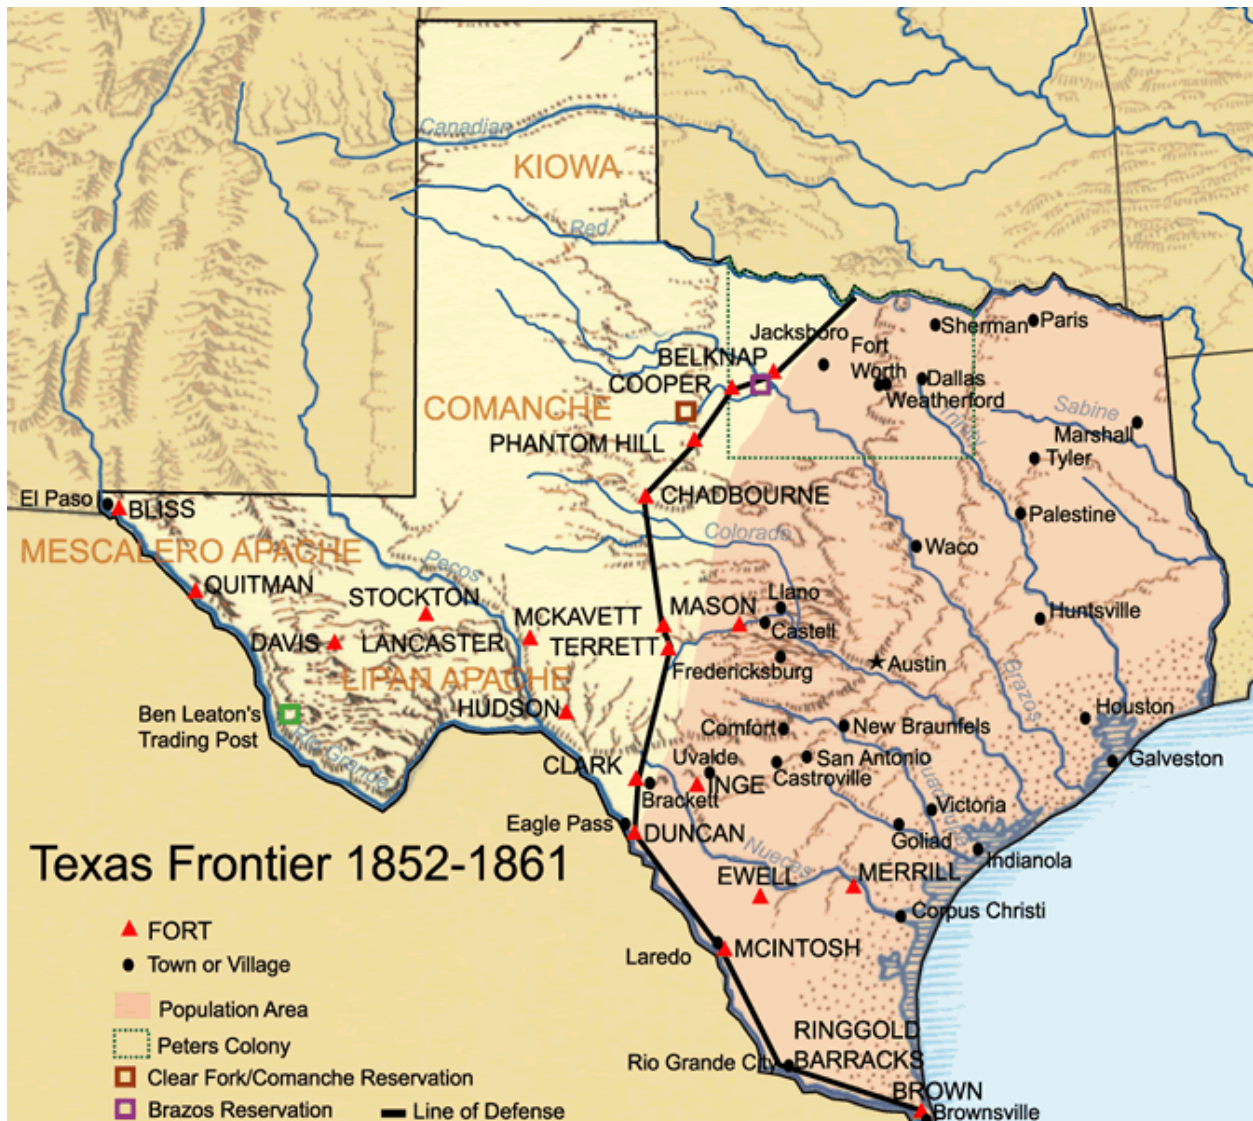 Canadian
KIOWA
Red
Jacksboro
Sherman
Paris
Fort
Worth
BELKNAP
COOPER
Dallas
Weatherford
COMANCHE
Trinity
Sabine
Marshall
PHANTOM HILL
Tyler
El Paso
BLISS
CHADBOURNE
Palestine
MESCALERO APACHE
Colorado
Waco
Pecos
QUITMAN
STOCKTON
MCKAVETT
MASON
Llano
Huntsville
DAVIS
LANCASTER
TERRETT
Castell
Fredericksburg
Austin
LIPAN APACHE
Brazos
HUDSON
Ben Leaton's
Trading Post
Rio Grande
Comfort
New Braunfels
Houston
CLARK
Uvalde
San Antonio
Castroville
Galveston
Brackett
INGE
Guadalupe
Victoria
Eagle Pass
DUNCAN
Goliad
Indianola
Nueces
EWELL
MERRILL
Corpus Christi
Laredo
MCINTOSH
RINGGOLD
BARRACKS
Rio Grande City
BROWN
Brownsville
Texas Frontier 1852-1861
FORT
Town or Village
Population Area
Peters Colony
Clear Fork/Comanche Reservation
Brazos Reservation
Line of Defense